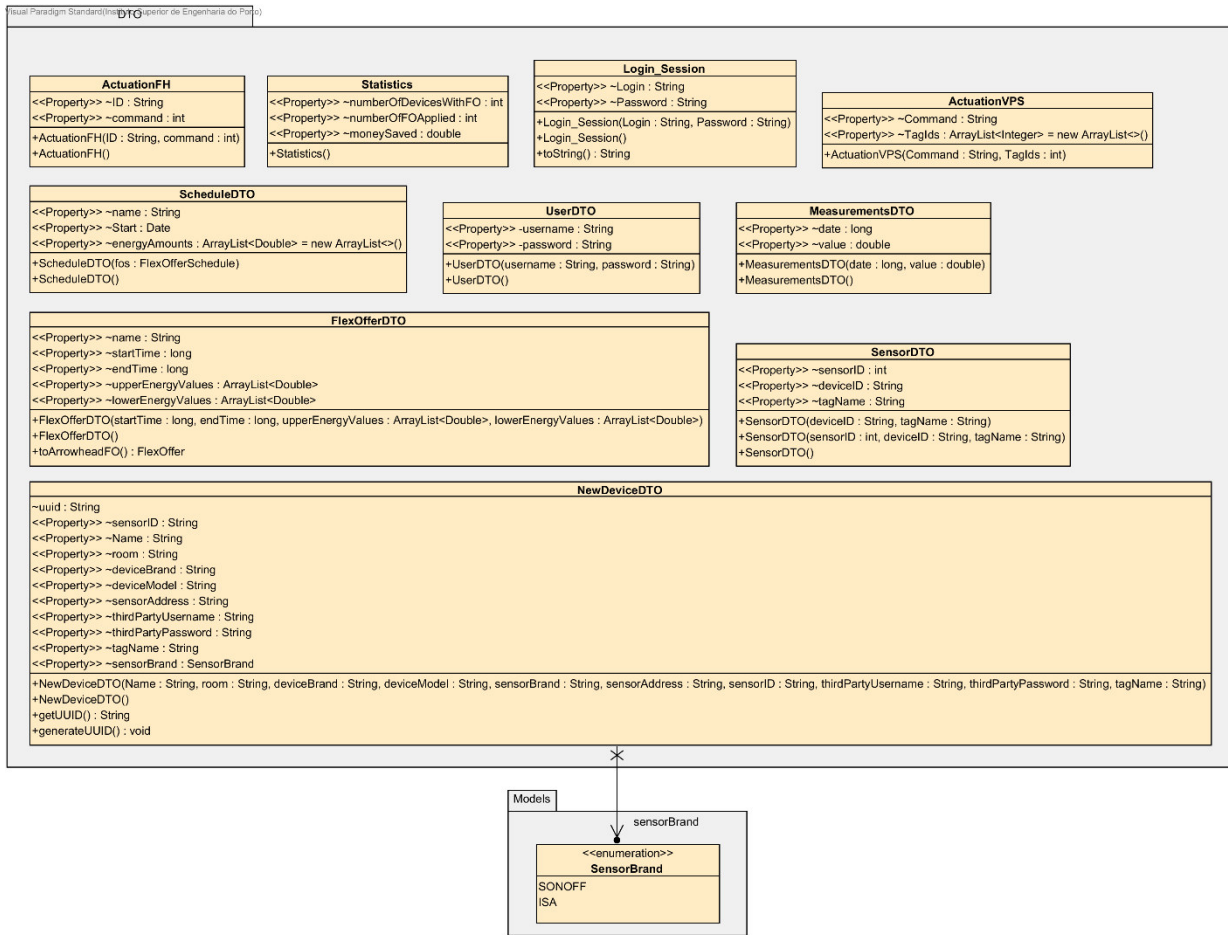 Visual Paradigm Standard(Instituto Superior de Engenharia do Porto)
DTO
ActuationFH
<<Property>> ~ID : String
<<Property>> ~command : int
+ActuationFH(ID : String, command : int)
+ActuationFH()
Statistics
<<Property>> ~numberOfDevicesWithFO : int
<<Property>> ~numberOfFOApplied : int
<<Property>> ~moneySaved : double
+Statistics()
Login_Session
<<Property>> ~Login : String
<<Property>> ~Password : String
+Login_Session(Login : String, Password : String)
+Login_Session()
+toString() : String
ActuationVPS
<<Property>> ~Command : String
<<Property>> ~TagIds : ArrayList<Integer> = new ArrayList<>()
+ActuationVPS(Command : String, TagIds : int)
ScheduleDTO
<<Property>> ~name : String
<<Property>> ~Start : Date
<<Property>> ~energyAmounts : ArrayList<Double> = new ArrayList<>()
+ScheduleDTO(fos : FlexOfferSchedule)
+ScheduleDTO()
UserDTO
<<Property>> -username : String
<<Property>> -password : String
+UserDTO(username : String, password : String)
+UserDTO()
MeasurementsDTO
<<Property>> ~date : long
<<Property>> ~value : double
+MeasurementsDTO(date : long, value : double)
+MeasurementsDTO()
FlexOfferDTO
<<Property>> ~name : String
<<Property>> ~startTime : long
<<Property>> ~endTime : long
<<Property>> ~upperEnergyValues : ArrayList<Double>
<<Property>> ~lowerEnergyValues : ArrayList<Double>
+FlexOfferDTO(startTime : long, endTime : long, upperEnergyValues : ArrayList<Double>, lowerEnergyValues : ArrayList<Double>)
+FlexOfferDTO()
+toArrowheadFO() : FlexOffer
SensorDTO
<<Property>> ~sensorID : int
<<Property>> ~deviceID : String
<<Property>> ~tagName : String
+SensorDTO(deviceID : String, tagName : String)
+SensorDTO(sensorID : int, deviceID : String, tagName : String)
+SensorDTO()
NewDeviceDTO
~uuid : String
<<Property>> ~sensorID : String
<<Property>> ~Name : String
<<Property>> ~room : String
<<Property>> ~deviceBrand : String
<<Property>> ~deviceModel : String
<<Property>> ~sensorAddress : String
<<Property>> ~thirdPartyUsername : String
<<Property>> ~thirdPartyPassword : String
<<Property>> ~tagName : String
<<Property>> ~sensorBrand : SensorBrand
+NewDeviceDTO(Name : String, room : String, deviceBrand : String, deviceModel : String, sensorBrand : String, sensorAddress : String, sensorID : String, thirdPartyUsername : String, thirdPartyPassword : String, tagName : String)
+NewDeviceDTO()
+getUUID() : String
+generateUUID() : void
Models
sensorBrand
<<enumeration>>
SensorBrand
SONOFF
ISA